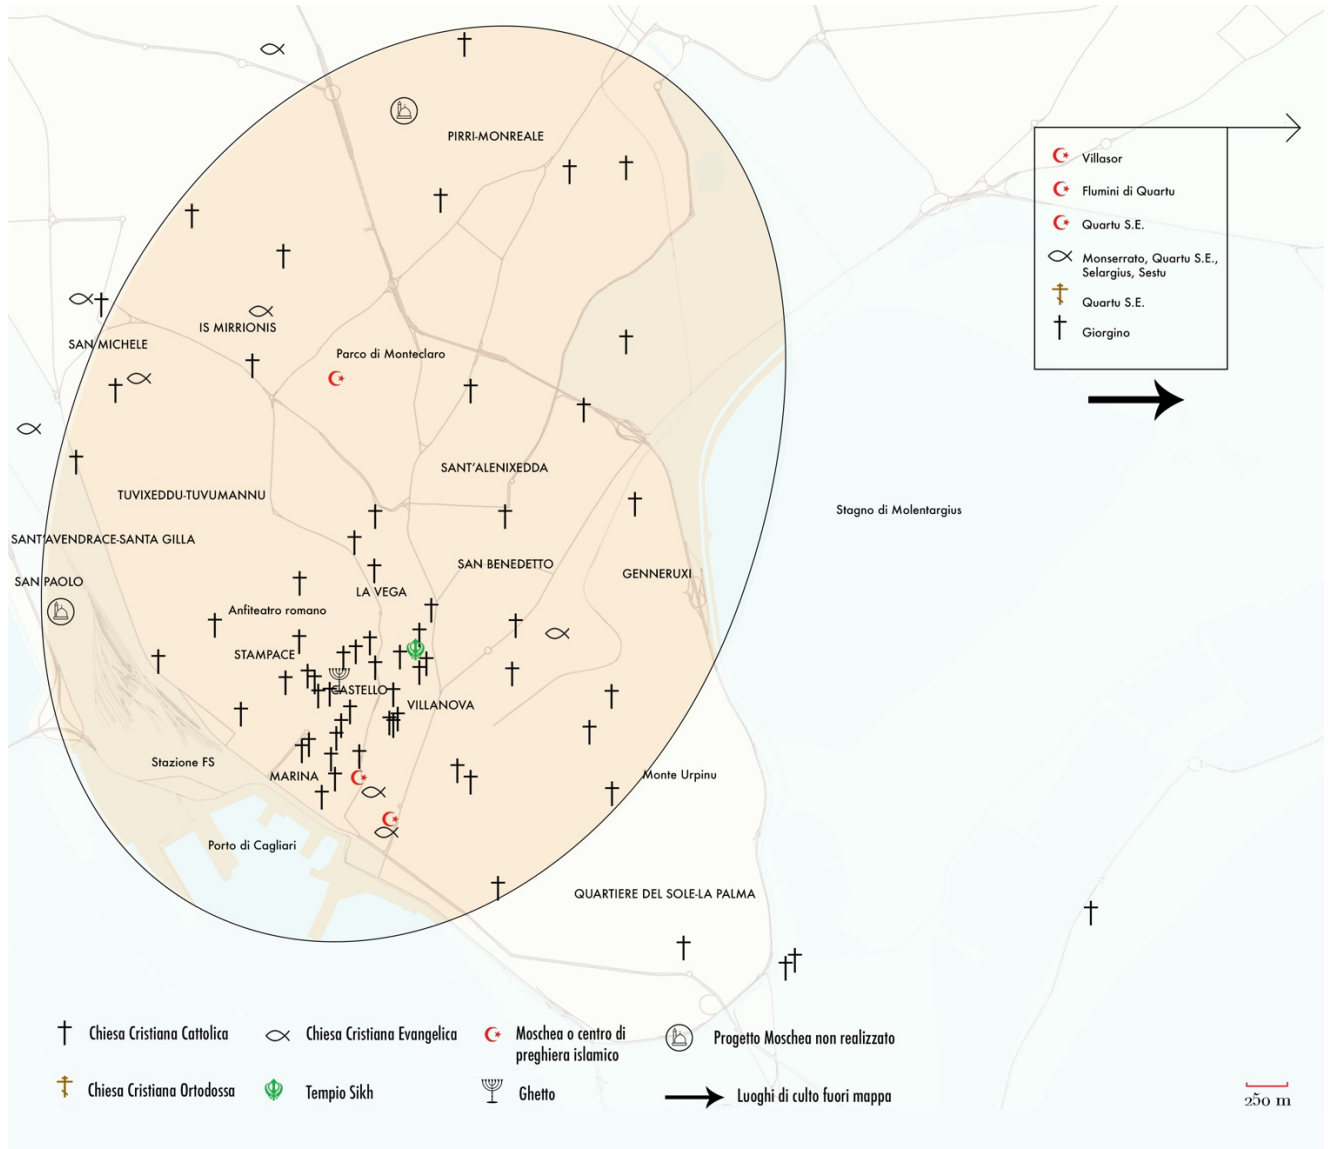 PIRRI-MONREALE
Villasor
Flumini di Quartu
Quartu S.E.
Monserrato, Quartu S.E.,
Selargius, Sestu
Quartu S.E.
Giorgino
IS MIRRIONIS
SAN MICHELE
Parco di Monteclaro
SANT'ALENIXEDDA
TUVIXEDDU-TUVUMANNU
Stagno di Molentargius
SANT'AVENDRACE-SANTA GILLA
SAN BENEDETTO
GENNERUXI
SAN PAOLO
LA VEGA
Anfiteatro romano
STAMPACE
CASTELLO
VILLANOVA
Stazione FS
MARINA
Monte Urpinu
Porto di Cagliari
QUARTIERE DEL SOLE-LA PALMA
Chiesa Cristiana Cattolica
Chiesa Cristiana Evangelica
Moschea o centro di
preghiera islamico
Progetto Moschea non realizzato
Chiesa Cristiana Ortodossa
Tempio Sikh
Ghetto
Luoghi di culto fuori mappa
250 m